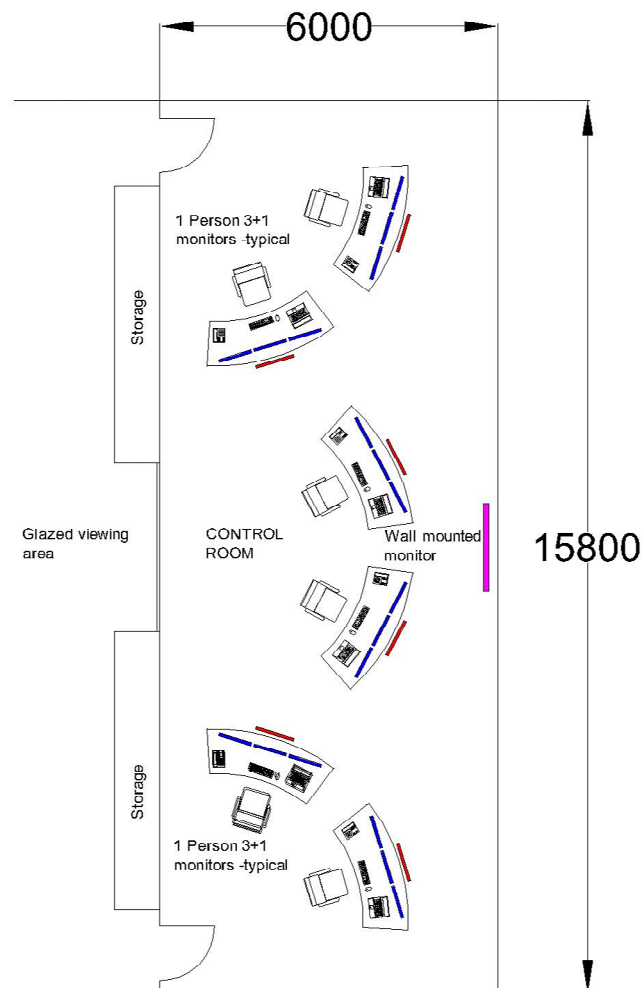 6000
1 Person 3+1
monitors -typical
Storage
Glazed viewing
area
CONTROL
ROOM
Wall mounted
monitor
15800
Storage
1 Person 3+1
monitors -typical